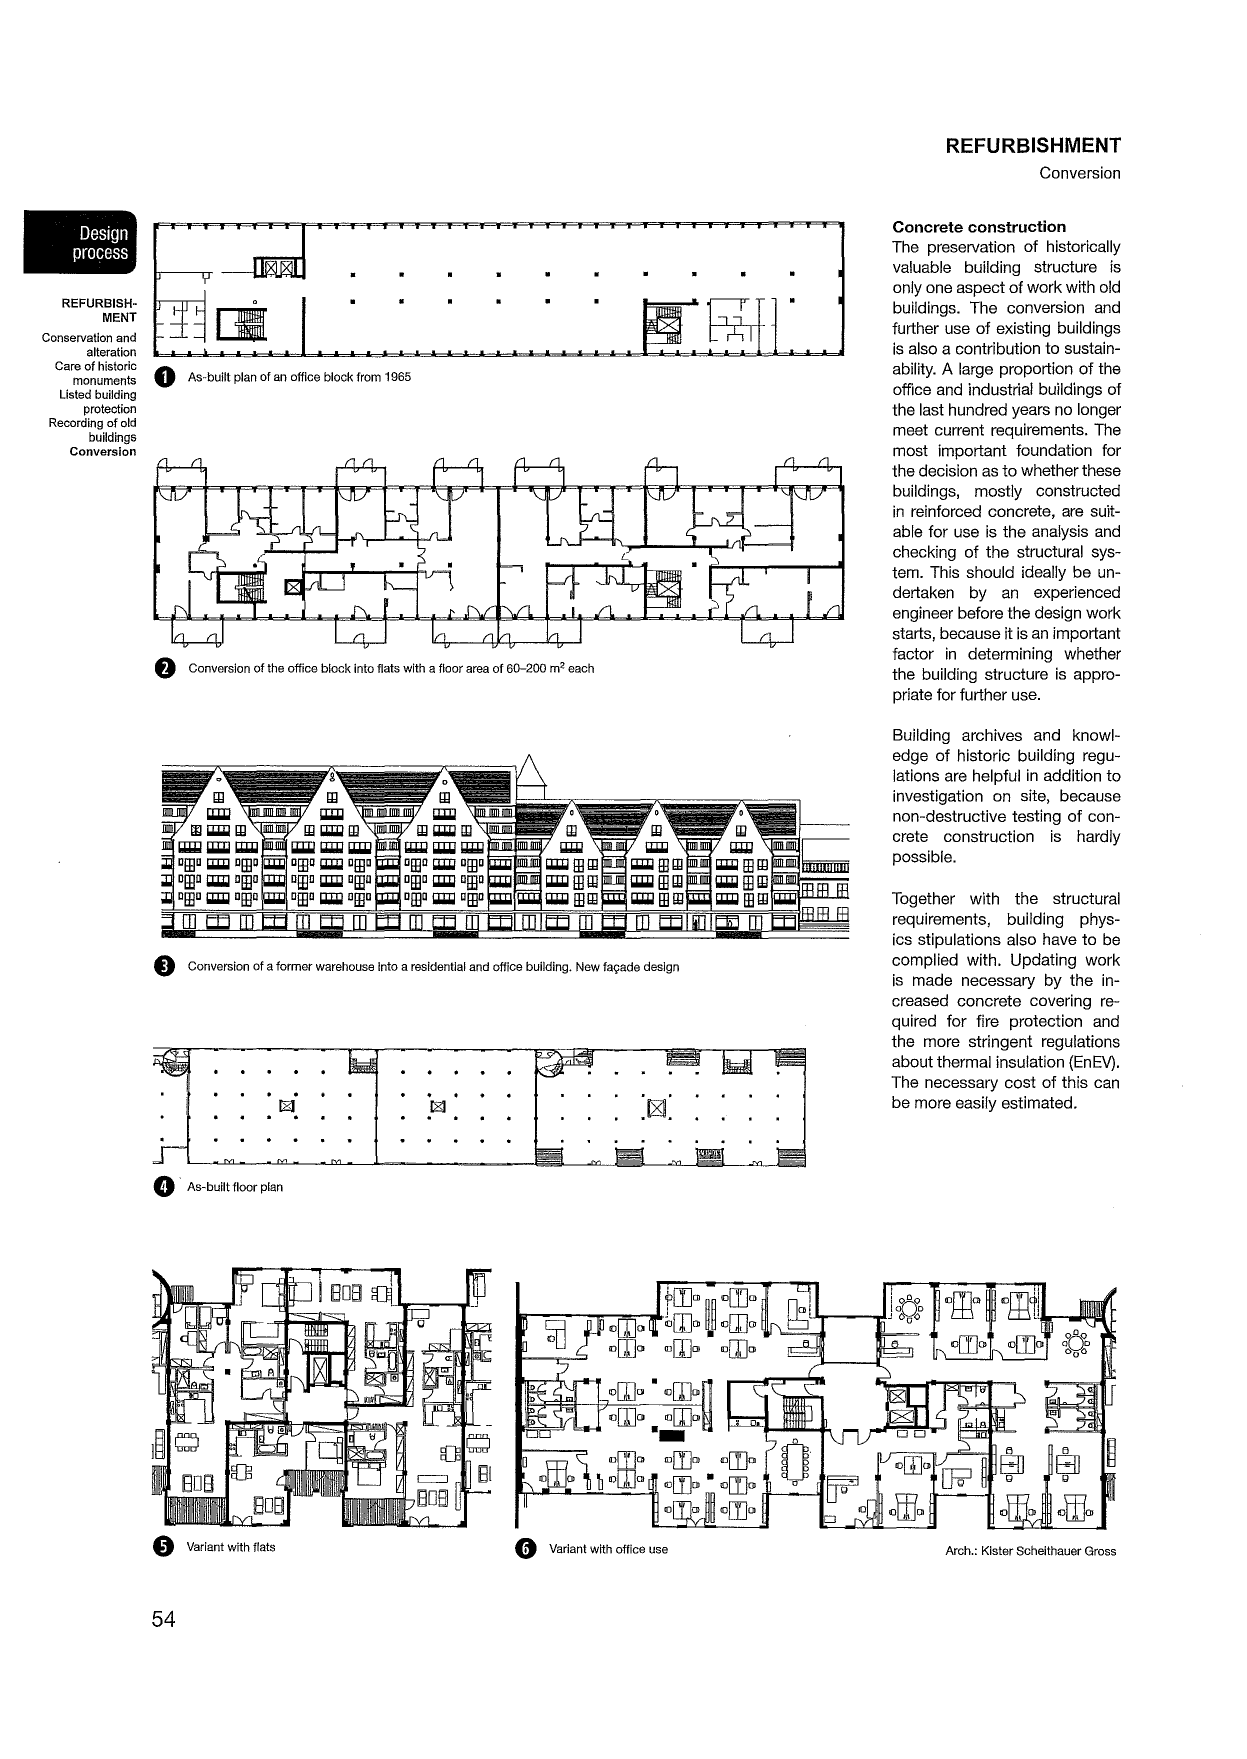 REFURBISHMENT
Conversion
Design
process
REFURBISH-
MENT
Conservation and
alteration
Care of historic
monuments
Listed building
protection
Recording of old
buildings
Conversion
1 As-built plan of an office block from 1965
2 Conversion of the office block into flats with a floor area of 60–200 m² each
3 Conversion of a former warehouse into a residential and office building. New façade design
4 As-built floor plan
5 Variant with flats
6 Variant with office use
Arch.: Kister Scheithauer Gross
Concrete construction
The preservation of historically
valuable building structure is
only one aspect of work with old
buildings. The conversion and
further use of existing buildings
is also a contribution to sustain-
ability. A large proportion of the
office and industrial buildings of
the last hundred years no longer
meet current requirements. The
most important foundation for
the decision as to whether these
buildings, mostly constructed
in reinforced concrete, are suit-
able for use is the analysis and
checking of the structural sys-
tem. This should ideally be un-
dertaken by an experienced
engineer before the design work
starts, because it is an important
factor in determining whether
the building structure is appro-
priate for further use.
Building archives and knowl-
edge of historic building regu-
lations are helpful in addition to
investigation on site, because
non-destructive testing of con-
crete construction is hardly
possible.
Together with the structural
requirements, building phys-
ics stipulations also have to be
complied with. Updating work
is made necessary by the in-
creased concrete covering re-
quired for fire protection and
the more stringent regulations
about thermal insulation (EnEV).
The necessary cost of this can
be more easily estimated.
54